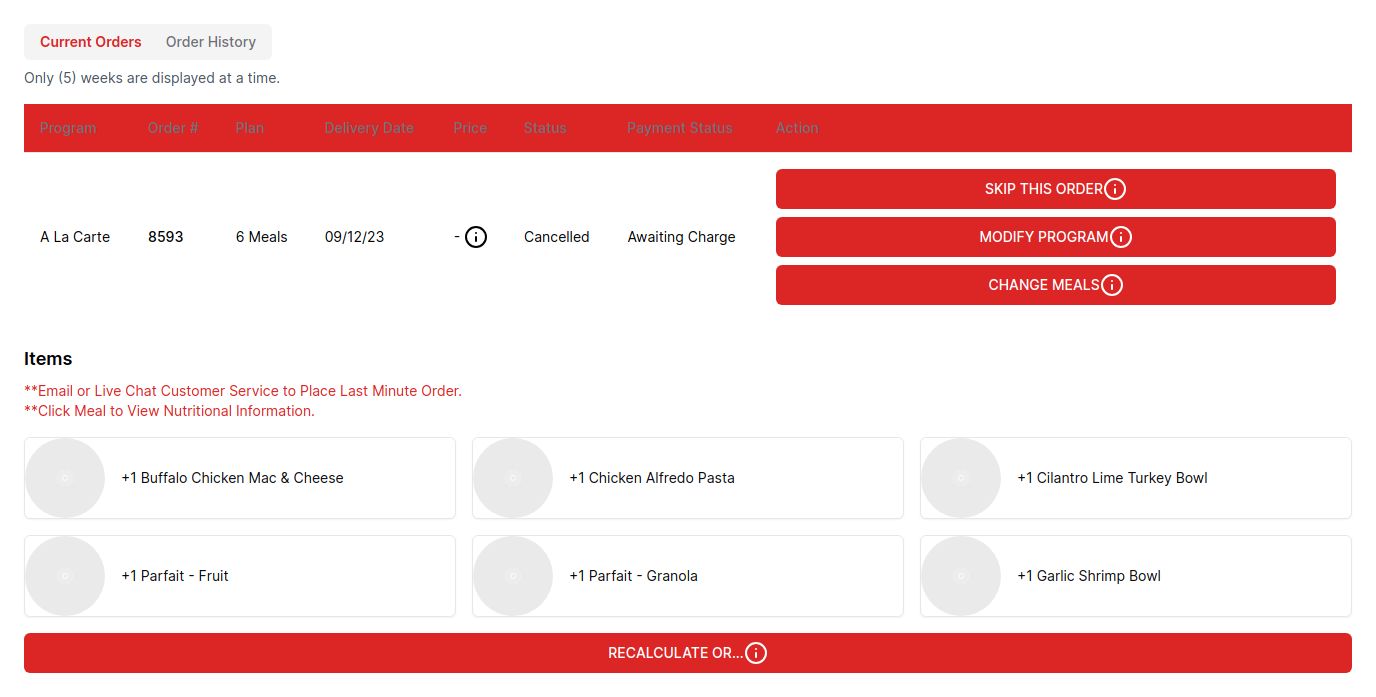 Current Orders Order History
Only (5) weeks are displayed at a time.
Program Order # Plan Delivery Date Price Status Payment Status Action
SKIP THIS ORDER
A La Carte 8593 6 Meals 09/12/23 - Cancelled Awaiting Charge MODIFY PROGRAM
CHANGE MEALS
Items
**Email or Live Chat Customer Service to Place Last Minute Order.
**Click Meal to View Nutritional Information.
+1 Buffalo Chicken Mac & Cheese +1 Chicken Alfredo Pasta +1 Cilantro Lime Turkey Bowl
+1 Parfait - Fruit +1 Parfait - Granola +1 Garlic Shrimp Bowl
RECALCULATE OR...